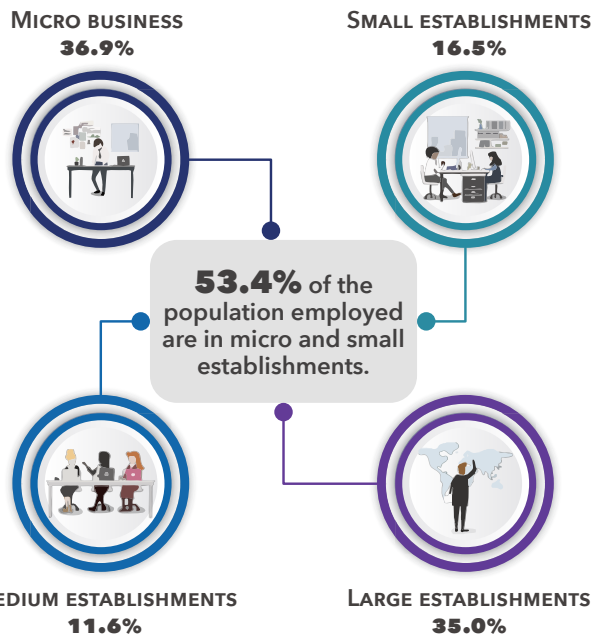 MICRO BUSINESS
36.9%
SMALL ESTABLISHMENTS
16.5%
53.4% of the
population employed
are in micro and small
establishments.
EDIUM ESTABLISHMENTS
11.6%
LARGE ESTABLISHMENTS
35.0%